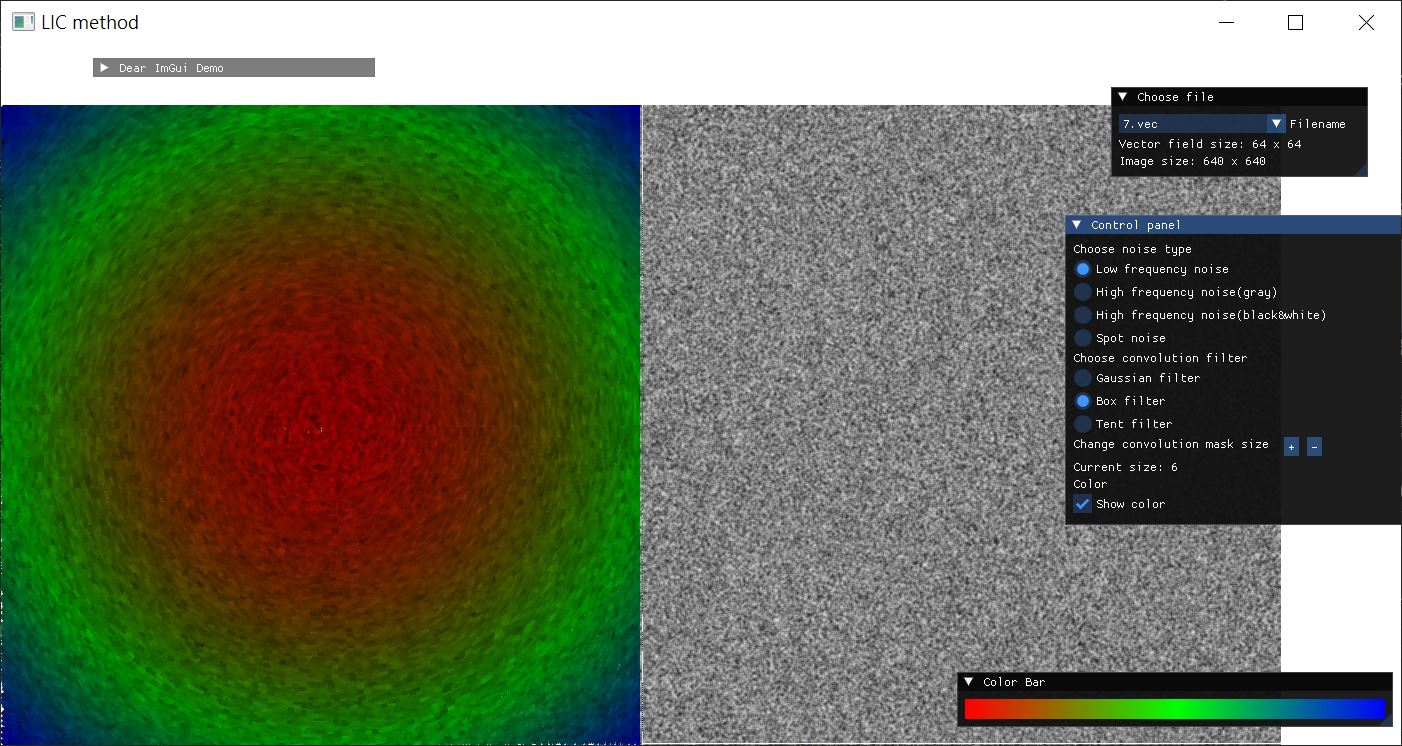 LIC method
Dear ImGui Demo
Choose file
7.vec Filename
Vector field size: 64 x 64
Image size: 640 x 640
Control panel
Choose noise type
Low frequency noise
High frequency noise(gray)
High frequency noise(black&white)
Spot noise
Choose convolution filter
Gaussian filter
Box filter
Tent filter
Change convolution mask size + -
Current size: 6
Color
Show color
Color Bar